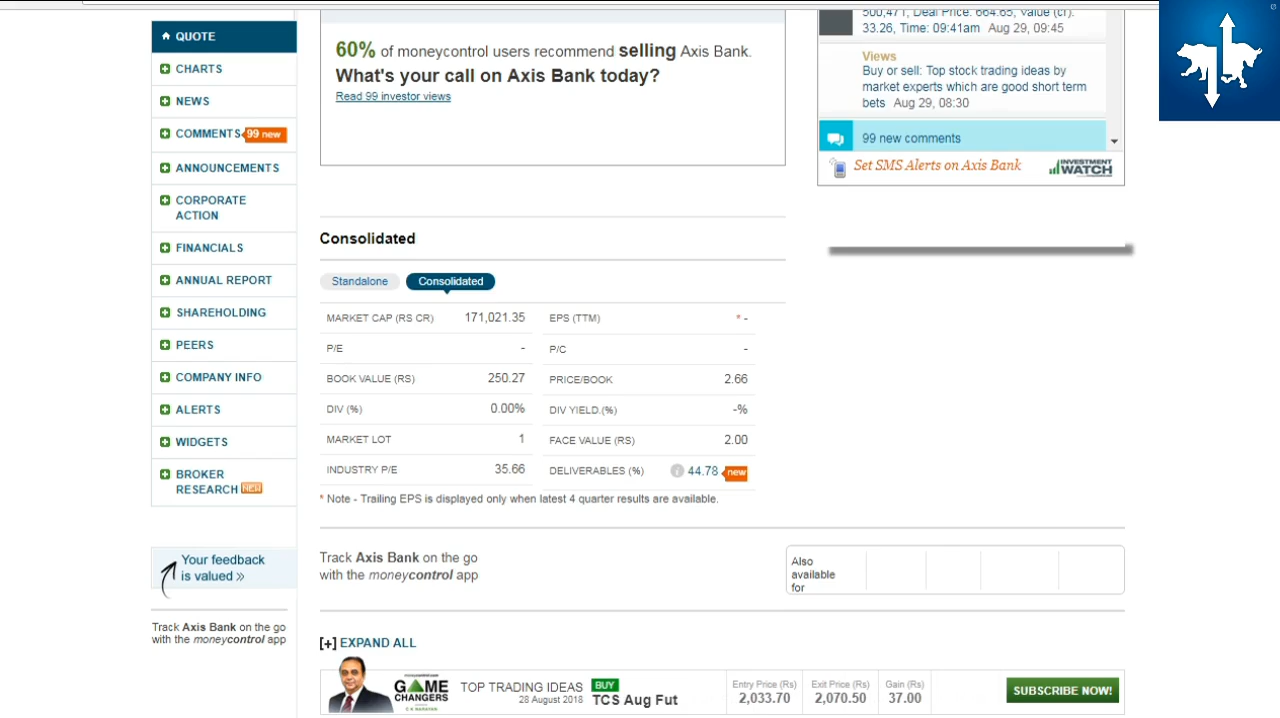 QUOTE
CHARTS
NEWS
COMMENTS 99 new
ANNOUNCEMENTS
CORPORATE
ACTION
FINANCIALS
ANNUAL REPORT
SHAREHOLDING
PEERS
COMPANY INFO
ALERTS
WIDGETS
BROKER
RESEARCH NEW
Your feedback
is valued »
Track Axis Bank on the go
with the moneycontrol app
60% of moneycontrol users recommend selling Axis Bank.
What's your call on Axis Bank today?
Read 99 investor views
500,471, Deal Price: 664.65, Value (cr):
33.26, Time: 09:41am Aug 29, 09:45
Views
Buy or sell: Top stock trading ideas by
market experts which are good short term
bets Aug 29, 08:30
99 new comments
Set SMS Alerts on Axis Bank
INVESTMENT
WATCH
Consolidated
Standalone Consolidated
MARKET CAP (RS CR) 171,021.35 EPS (TTM) * -
P/E - P/C -
BOOK VALUE (RS) 250.27 PRICE/BOOK 2.66
DIV (%) 0.00% DIV YIELD.(%) -%
MARKET LOT 1 FACE VALUE (RS) 2.00
INDUSTRY P/E 35.66 DELIVERABLES (%) i 44.78 new
* Note - Trailing EPS is displayed only when latest 4 quarter results are available.
Track Axis Bank on the go
with the moneycontrol app
Also
available
for
[+] EXPAND ALL
moneycontrol.com
GAME
CHANGERS
TOP TRADING IDEAS
28 August 2018
BUY
TCS Aug Fut
Entry Price (Rs)
2,033.70
Exit Price (Rs)
2,070.50
Gain (Rs)
37.00
SUBSCRIBE NOW!